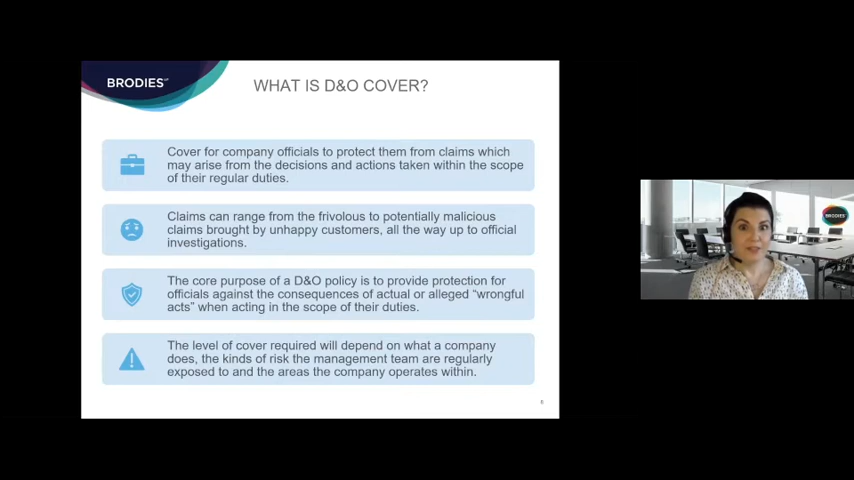 BRODIES LLP
WHAT IS D&O COVER?
Cover for company officials to protect them from claims which
may arise from the decisions and actions taken within the scope
of their regular duties.
Claims can range from the frivolous to potentially malicious
claims brought by unhappy customers, all the way up to official
investigations.
The core purpose of a D&O policy is to provide protection for
officials against the consequences of actual or alleged “wrongful
acts” when acting in the scope of their duties.
The level of cover required will depend on what a company
does, the kinds of risk the management team are regularly
exposed to and the areas the company operates within.
BRODIES